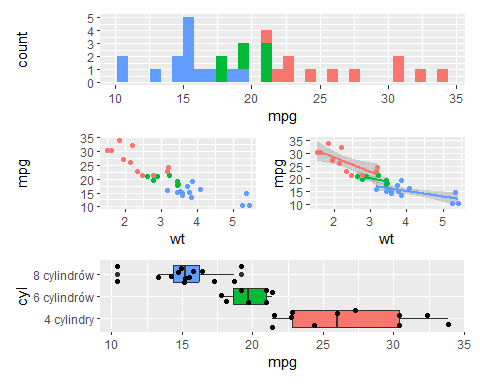 count
5
4
3
2
1
0
10 15 20 25 30 35
mpg
mpg
35
30
25
20
15
10
2 3 4 5
wt
mpg
35
30
25
20
15
10
2 3 4 5
wt
cyl
8 cylindrów
6 cylindrów
4 cylindry
10 15 20 25 30 35
mpg